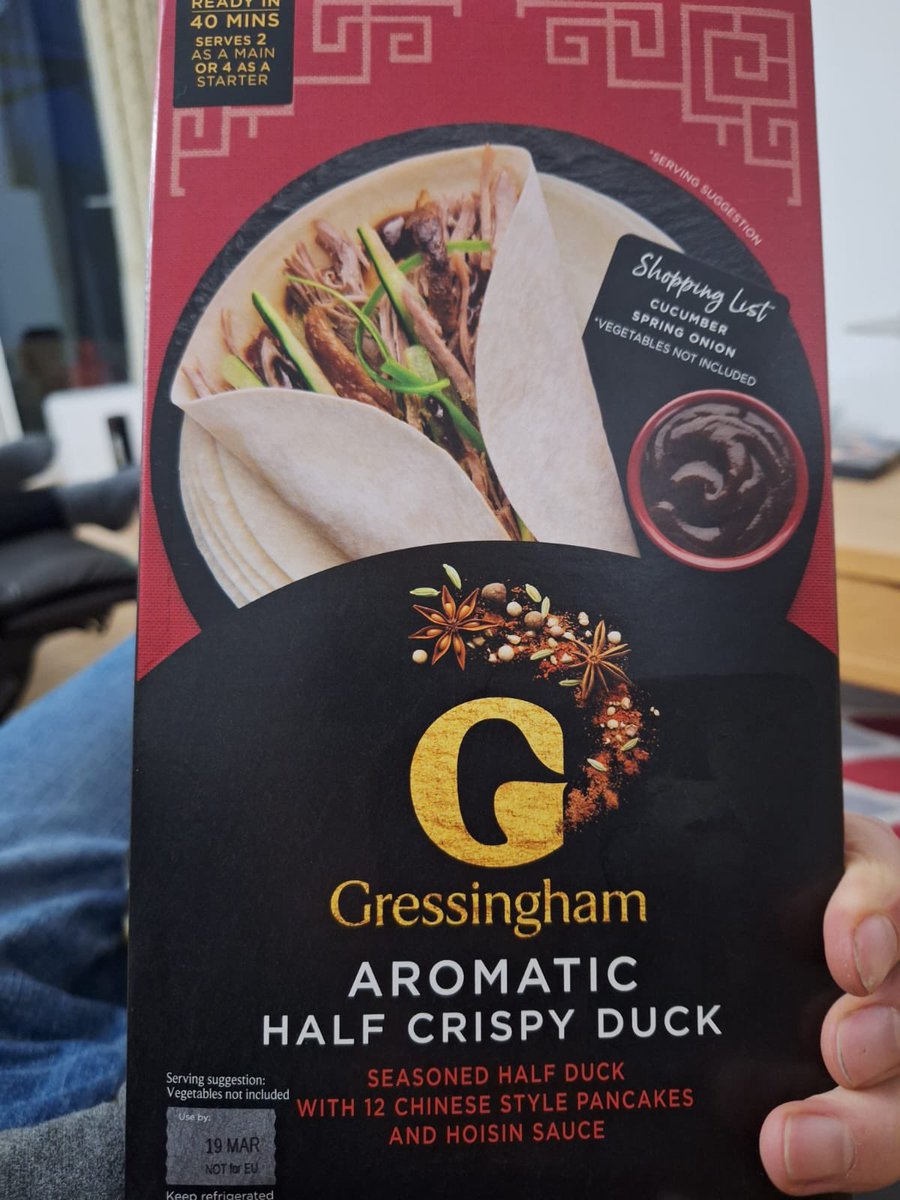 READY IN
40 MINS
SERVES 2
AS A MAIN
OR 4 AS A
STARTER
*SERVING SUGGESTION
Shopping List*
CUCUMBER
SPRING ONION
*VEGETABLES NOT INCLUDED
G
Gressingham
AROMATIC
HALF CRISPY DUCK
SEASONED HALF DUCK
WITH 12 CHINESE STYLE PANCAKES
AND HOISIN SAUCE
Serving suggestion:
Vegetables not included
Use by:
19 MAR
NOT for EU
Keep refrigerated